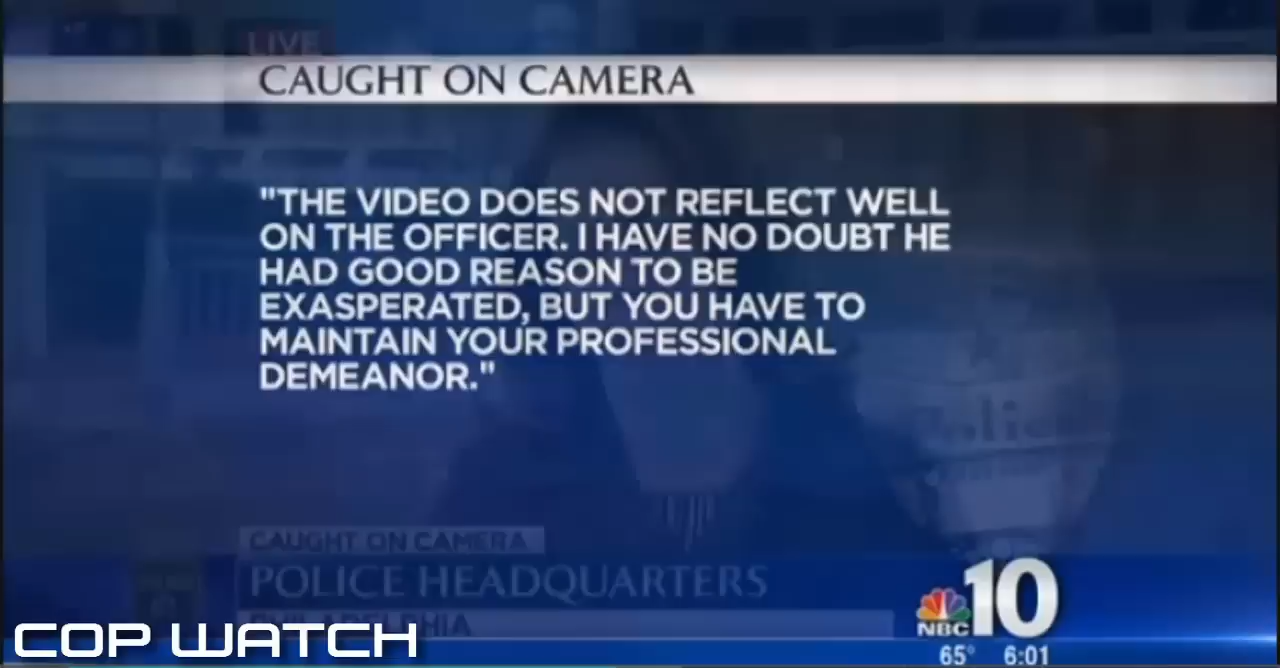 LIVE
CAUGHT ON CAMERA
"THE VIDEO DOES NOT REFLECT WELL
ON THE OFFICER. I HAVE NO DOUBT HE
HAD GOOD REASON TO BE
EXASPERATED, BUT YOU HAVE TO
MAINTAIN YOUR PROFESSIONAL
DEMEANOR."
Police
CAUGHT ON CAMERA
POLICE HEADQUARTERS
PHILADELPHIA
COP WATCH
10
NBC
65° 6:01